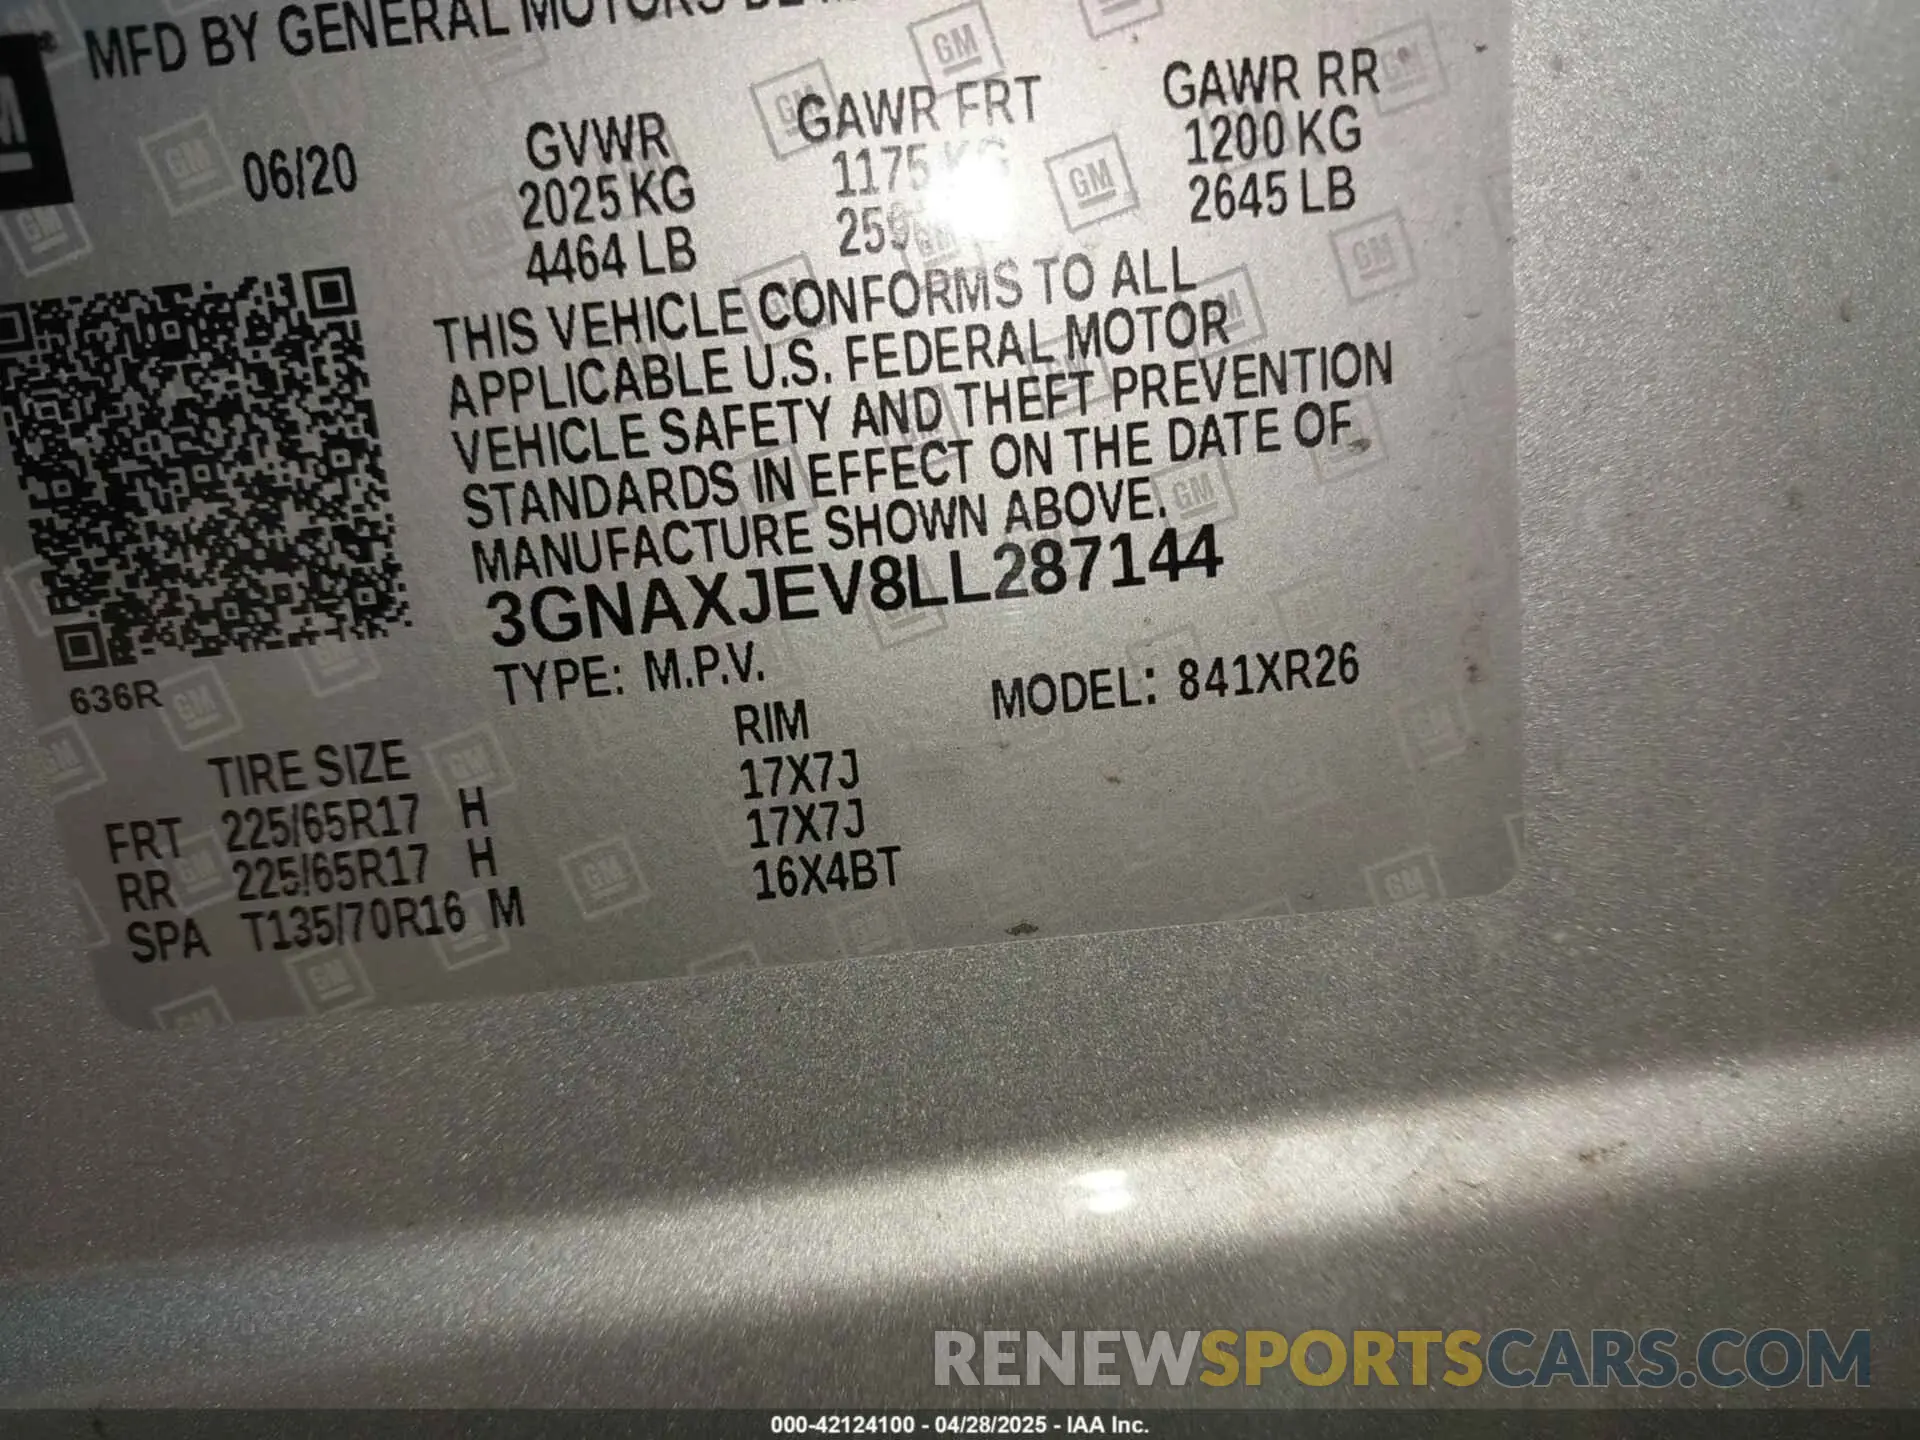 MFD BY GENERAL MOTORS
06/20
GVWR
2025 KG
4464 LB
GAWR FRT
1175 KG
GAWR RR
1200 KG
2645 LB
THIS VEHICLE CONFORMS TO ALL
APPLICABLE U.S. FEDERAL MOTOR
VEHICLE SAFETY AND THEFT PREVENTION
STANDARDS IN EFFECT ON THE DATE OF
MANUFACTURE SHOWN ABOVE.
3GNAXJEV8LL287144
TYPE: M.P.V.
MODEL: 841XR26
636R
TIRE SIZE
RIM
FRT 225/65R17 H 17X7J
RR 225/65R17 H 17X7J
SPA T135/70R16 M 16X4BT
RENEWSPORTSCARS.COM
000-42124100 - 04/28/2025 - IAA Inc.